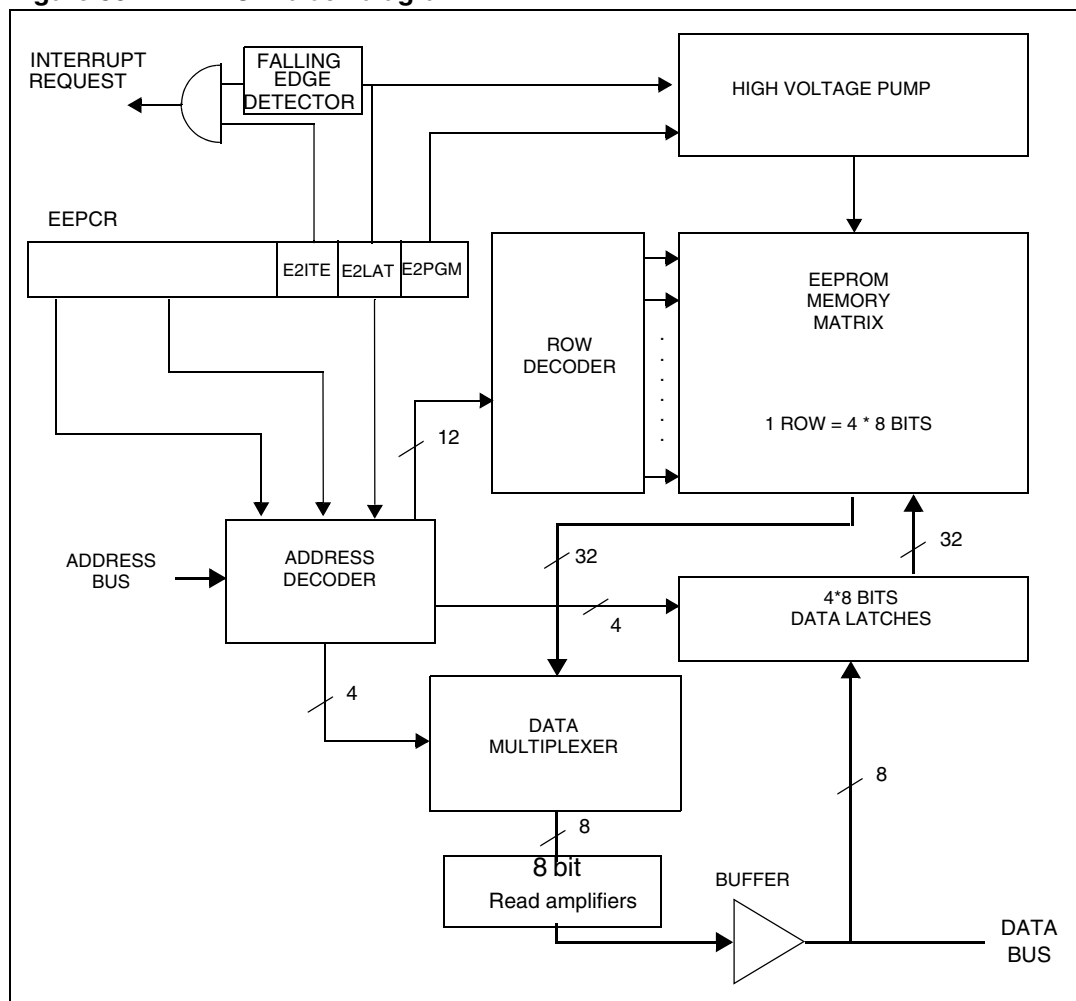 INTERRUPT
REQUEST
FALLING
EDGE
DETECTOR
HIGH VOLTAGE PUMP
EEPCR
E2ITE
E2LAT
E2PGM
ROW
DECODER
EEPROM
MEMORY
MATRIX
1 ROW = 4 * 8 BITS
12
ADDRESS
BUS
ADDRESS
DECODER
32
32
4
4*8 BITS
DATA LATCHES
4
DATA
MULTIPLEXER
8
8
8 bit
Read amplifiers
BUFFER
DATA
BUS